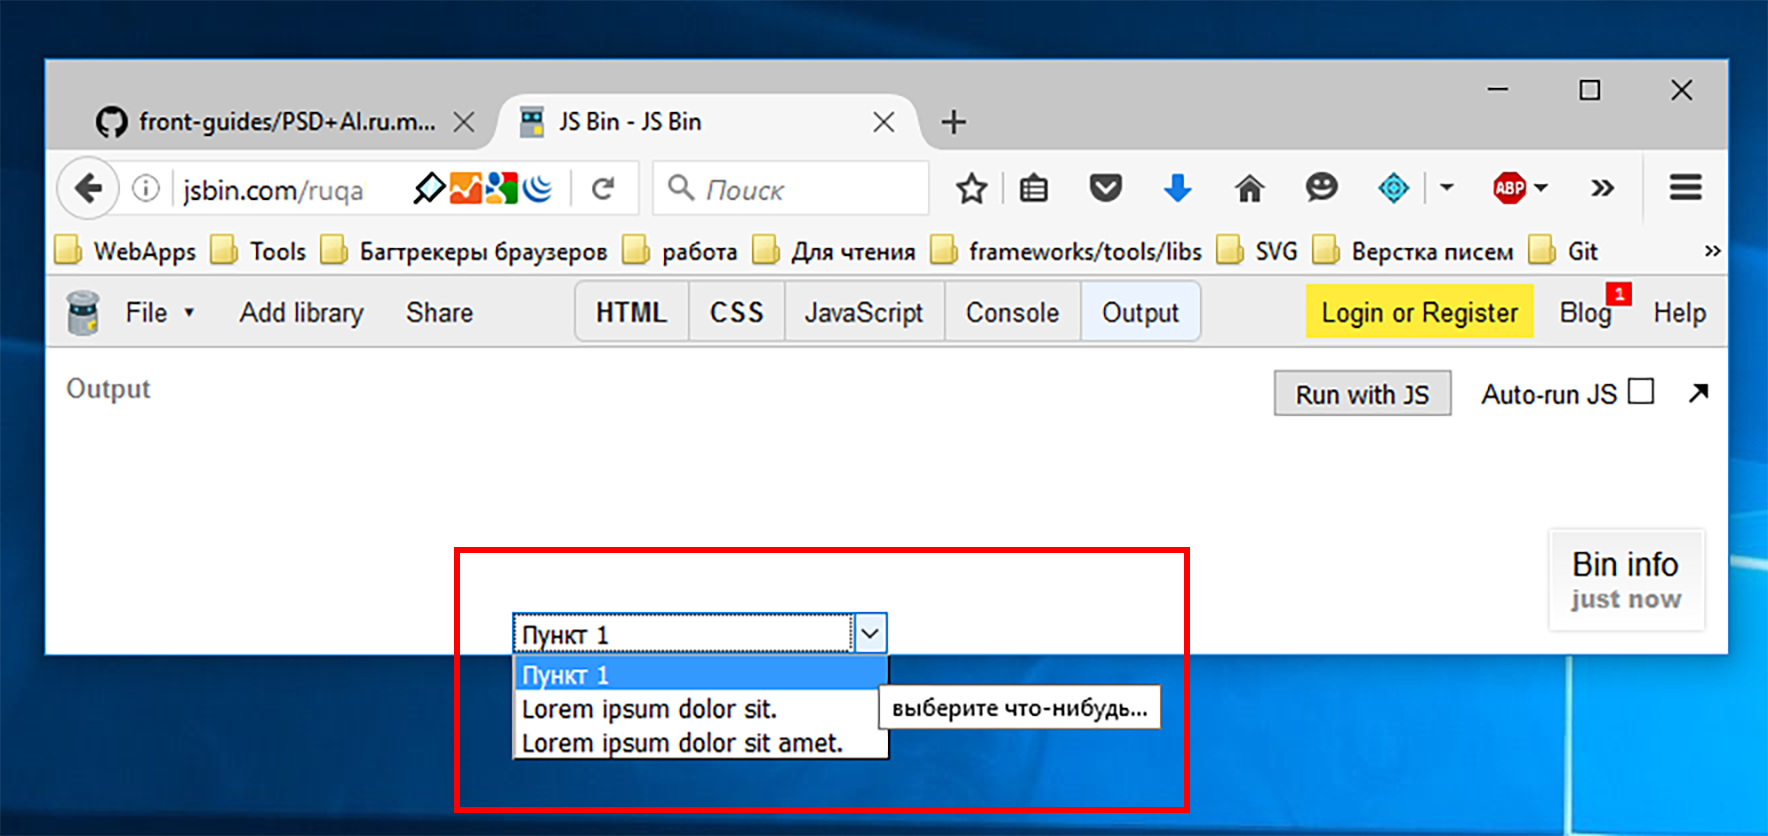 front-guides/PSD+AI.ru.m...
JS Bin - JS Bin
jsbin.com/ruqa
Поиск
ABP
WebApps Tools Багтрекеры браузеров работа Для чтения frameworks/tools/libs SVG Верстка писем Git
File Add library Share HTML CSS JavaScript Console Output Login or Register Blog 1 Help
Output
Run with JS Auto-run JS
Bin info
just now
Пункт 1
Пункт 1
Lorem ipsum dolor sit.
выберите что-нибудь...
Lorem ipsum dolor sit amet.